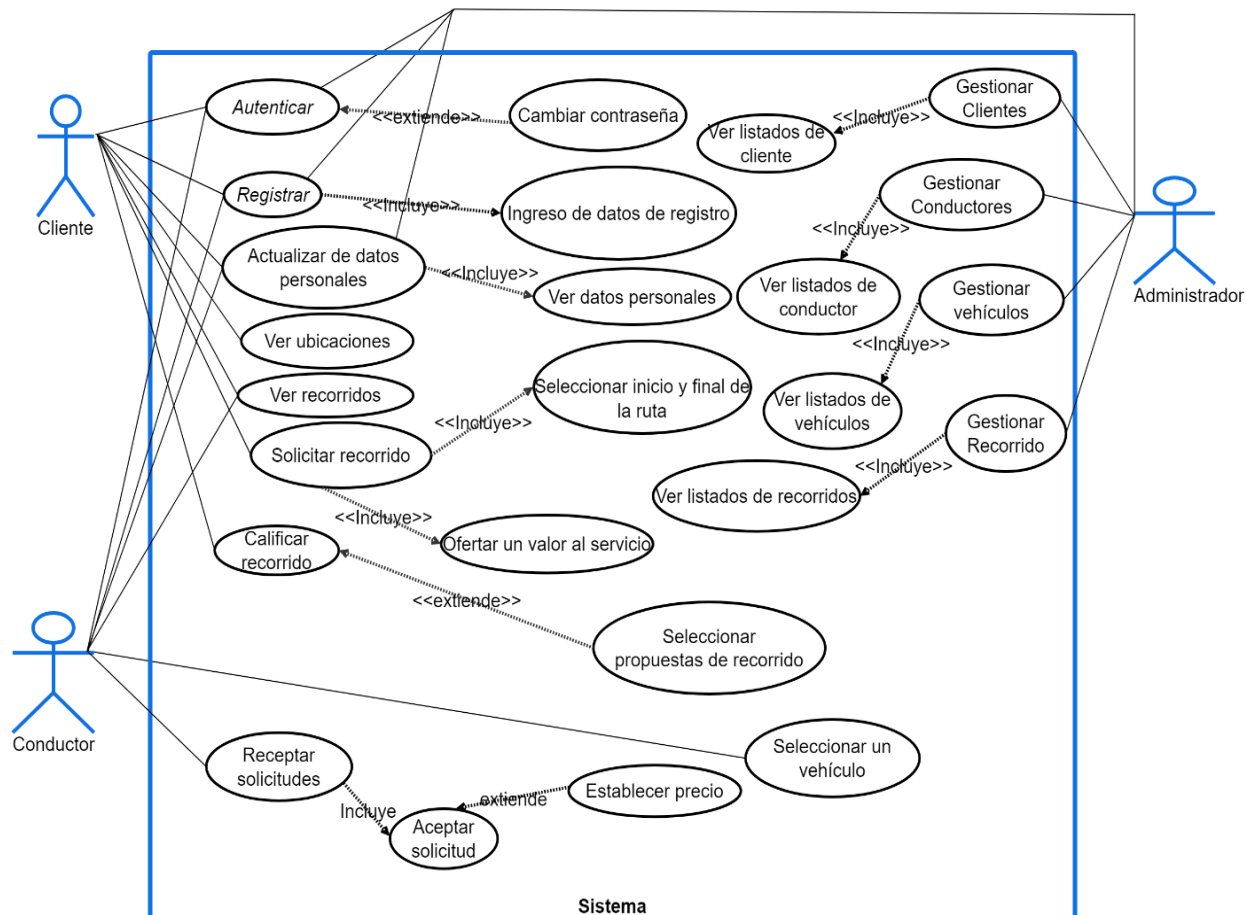 Cliente
Autenticar
<<extiende>>
Cambiar contraseña
Gestionar
Clientes
<<Incluye>>
Ver listados de
cliente
Registrar
<<Incluye>>
Ingreso de datos de registro
Gestionar
Conductores
<<Incluye>>
Ver listados de
conductor
Administrador
Actualizar de datos
personales
<<Incluye>>
Ver datos personales
Gestionar
vehículos
<<Incluye>>
Ver listados de
vehículos
Ver ubicaciones
Ver recorridos
Seleccionar inicio y final de
la ruta
<<Incluye>>
Solicitar recorrido
Gestionar
Recorrido
<<Incluye>>
Ver listados de recorridos
<<Incluye>>
Ofertar un valor al servicio
Calificar
recorrido
<<extiende>>
Seleccionar
propuestas de recorrido
Conductor
Receptar
solicitudes
Incluye
Aceptar
solicitud
extiende
Establecer precio
Seleccionar un
vehículo
Sistema